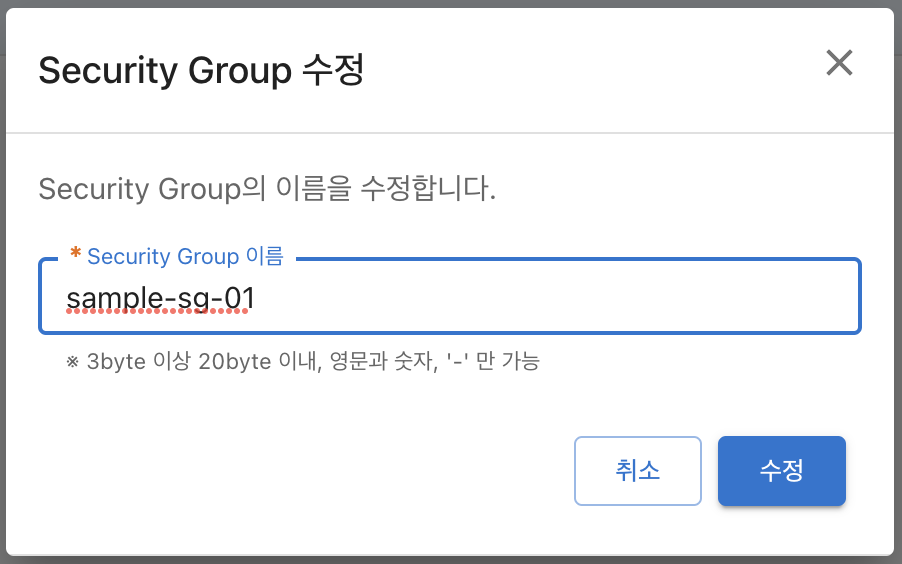 Security Group 수정
Security Group의 이름을 수정합니다.
* Security Group 이름
sample-sg-01
※ 3byte 이상 20byte 이내, 영문과 숫자, '-' 만 가능
취소 수정